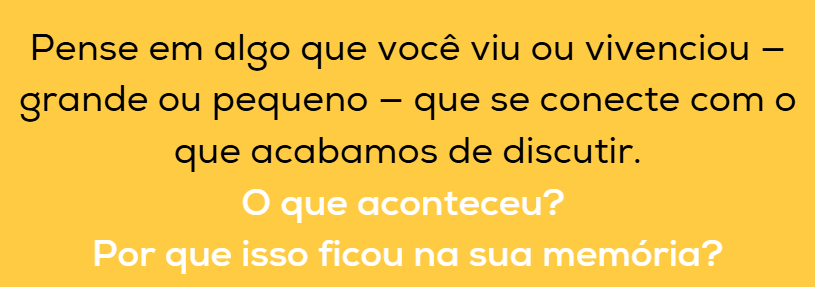 Pense em algo que você viu ou vivenciou —
grande ou pequeno — que se conecte com o
que acabamos de discutir.
O que aconteceu?
Por que isso ficou na sua memória?